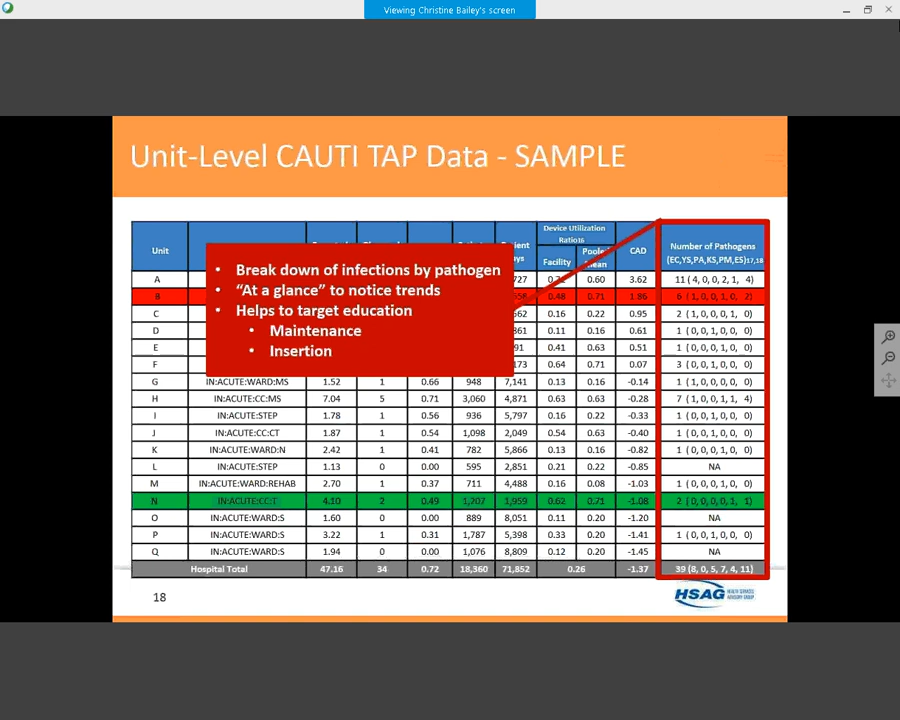 Viewing Christine Bailey's screen
Unit-Level CAUTI TAP Data - SAMPLE
Device Utilization
Ratio16
Unit CAD Number of Pathogens
Facility (EC,YS,PA,KS,PM,ES)17,18
A 0.60 3.62 11 ( 4, 0, 0, 2, 1, 4)
B 0.48 0.71 1.86 6 ( 1, 0, 0, 1, 0, 2)
C 0.16 0.22 0.95 2 ( 1, 0, 0, 1, 0, 0)
D 0.11 0.16 0.61 1 ( 0, 0, 0, 1, 0, 0)
E 0.41 0.63 0.51 1 ( 0, 0, 1, 0, 0, 0)
F 0.64 0.71 0.07 3 ( 0, 0, 1, 0, 0, 0)
• Break down of infections by pathogen
• “At a glance” to notice trends
• Helps to target education
• Maintenance
• Insertion
G IN:ACUTE:WARD:MS 1.52 1 0.66 948 7,141 0.13 0.16 -0.14 1 ( 1, 0, 0, 0, 0, 0)
H IN:ACUTE:CC:MS 7.04 5 0.71 3,060 4,871 0.63 0.63 -0.28 7 ( 1, 0, 0, 1, 1, 4)
I IN:ACUTE:STEP 1.78 1 0.56 936 5,797 0.16 0.22 -0.33 1 ( 0, 0, 1, 0, 0, 0)
J IN:ACUTE:CC:CT 1.87 1 0.54 1,098 2,049 0.54 0.63 -0.40 1 ( 0, 0, 1, 0, 0, 0)
K IN:ACUTE:WARD:N 2.42 1 0.41 782 5,866 0.13 0.16 -0.82 1 ( 0, 0, 0, 1, 0, 0)
L IN:ACUTE:STEP 1.13 0 0.00 595 2,851 0.21 0.22 -0.85 NA
M IN:ACUTE:WARD:REHAB 2.70 1 0.37 711 4,488 0.16 0.08 -1.03 1 ( 0, 0, 0, 1, 0, 0)
N IN:ACUTE:CC:T 4.10 2 0.49 1,207 1,959 0.62 0.71 -1.08 2 ( 0, 0, 0, 0, 1, 1)
O IN:ACUTE:WARD:S 1.60 0 0.00 889 8,051 0.11 0.20 -1.20 NA
P IN:ACUTE:WARD:S 3.22 1 0.31 1,787 5,398 0.33 0.20 -1.41 1 ( 0, 0, 1, 0, 0, 0)
Q IN:ACUTE:WARD:S 1.94 0 0.00 1,076 8,809 0.12 0.20 -1.45 NA
Hospital Total 47.16 34 0.72 18,360 71,852 0.26 -1.37 39 (8, 0, 5, 7, 4, 11)
18
HSAG HEALTH SERVICES
ADVISORY GROUP